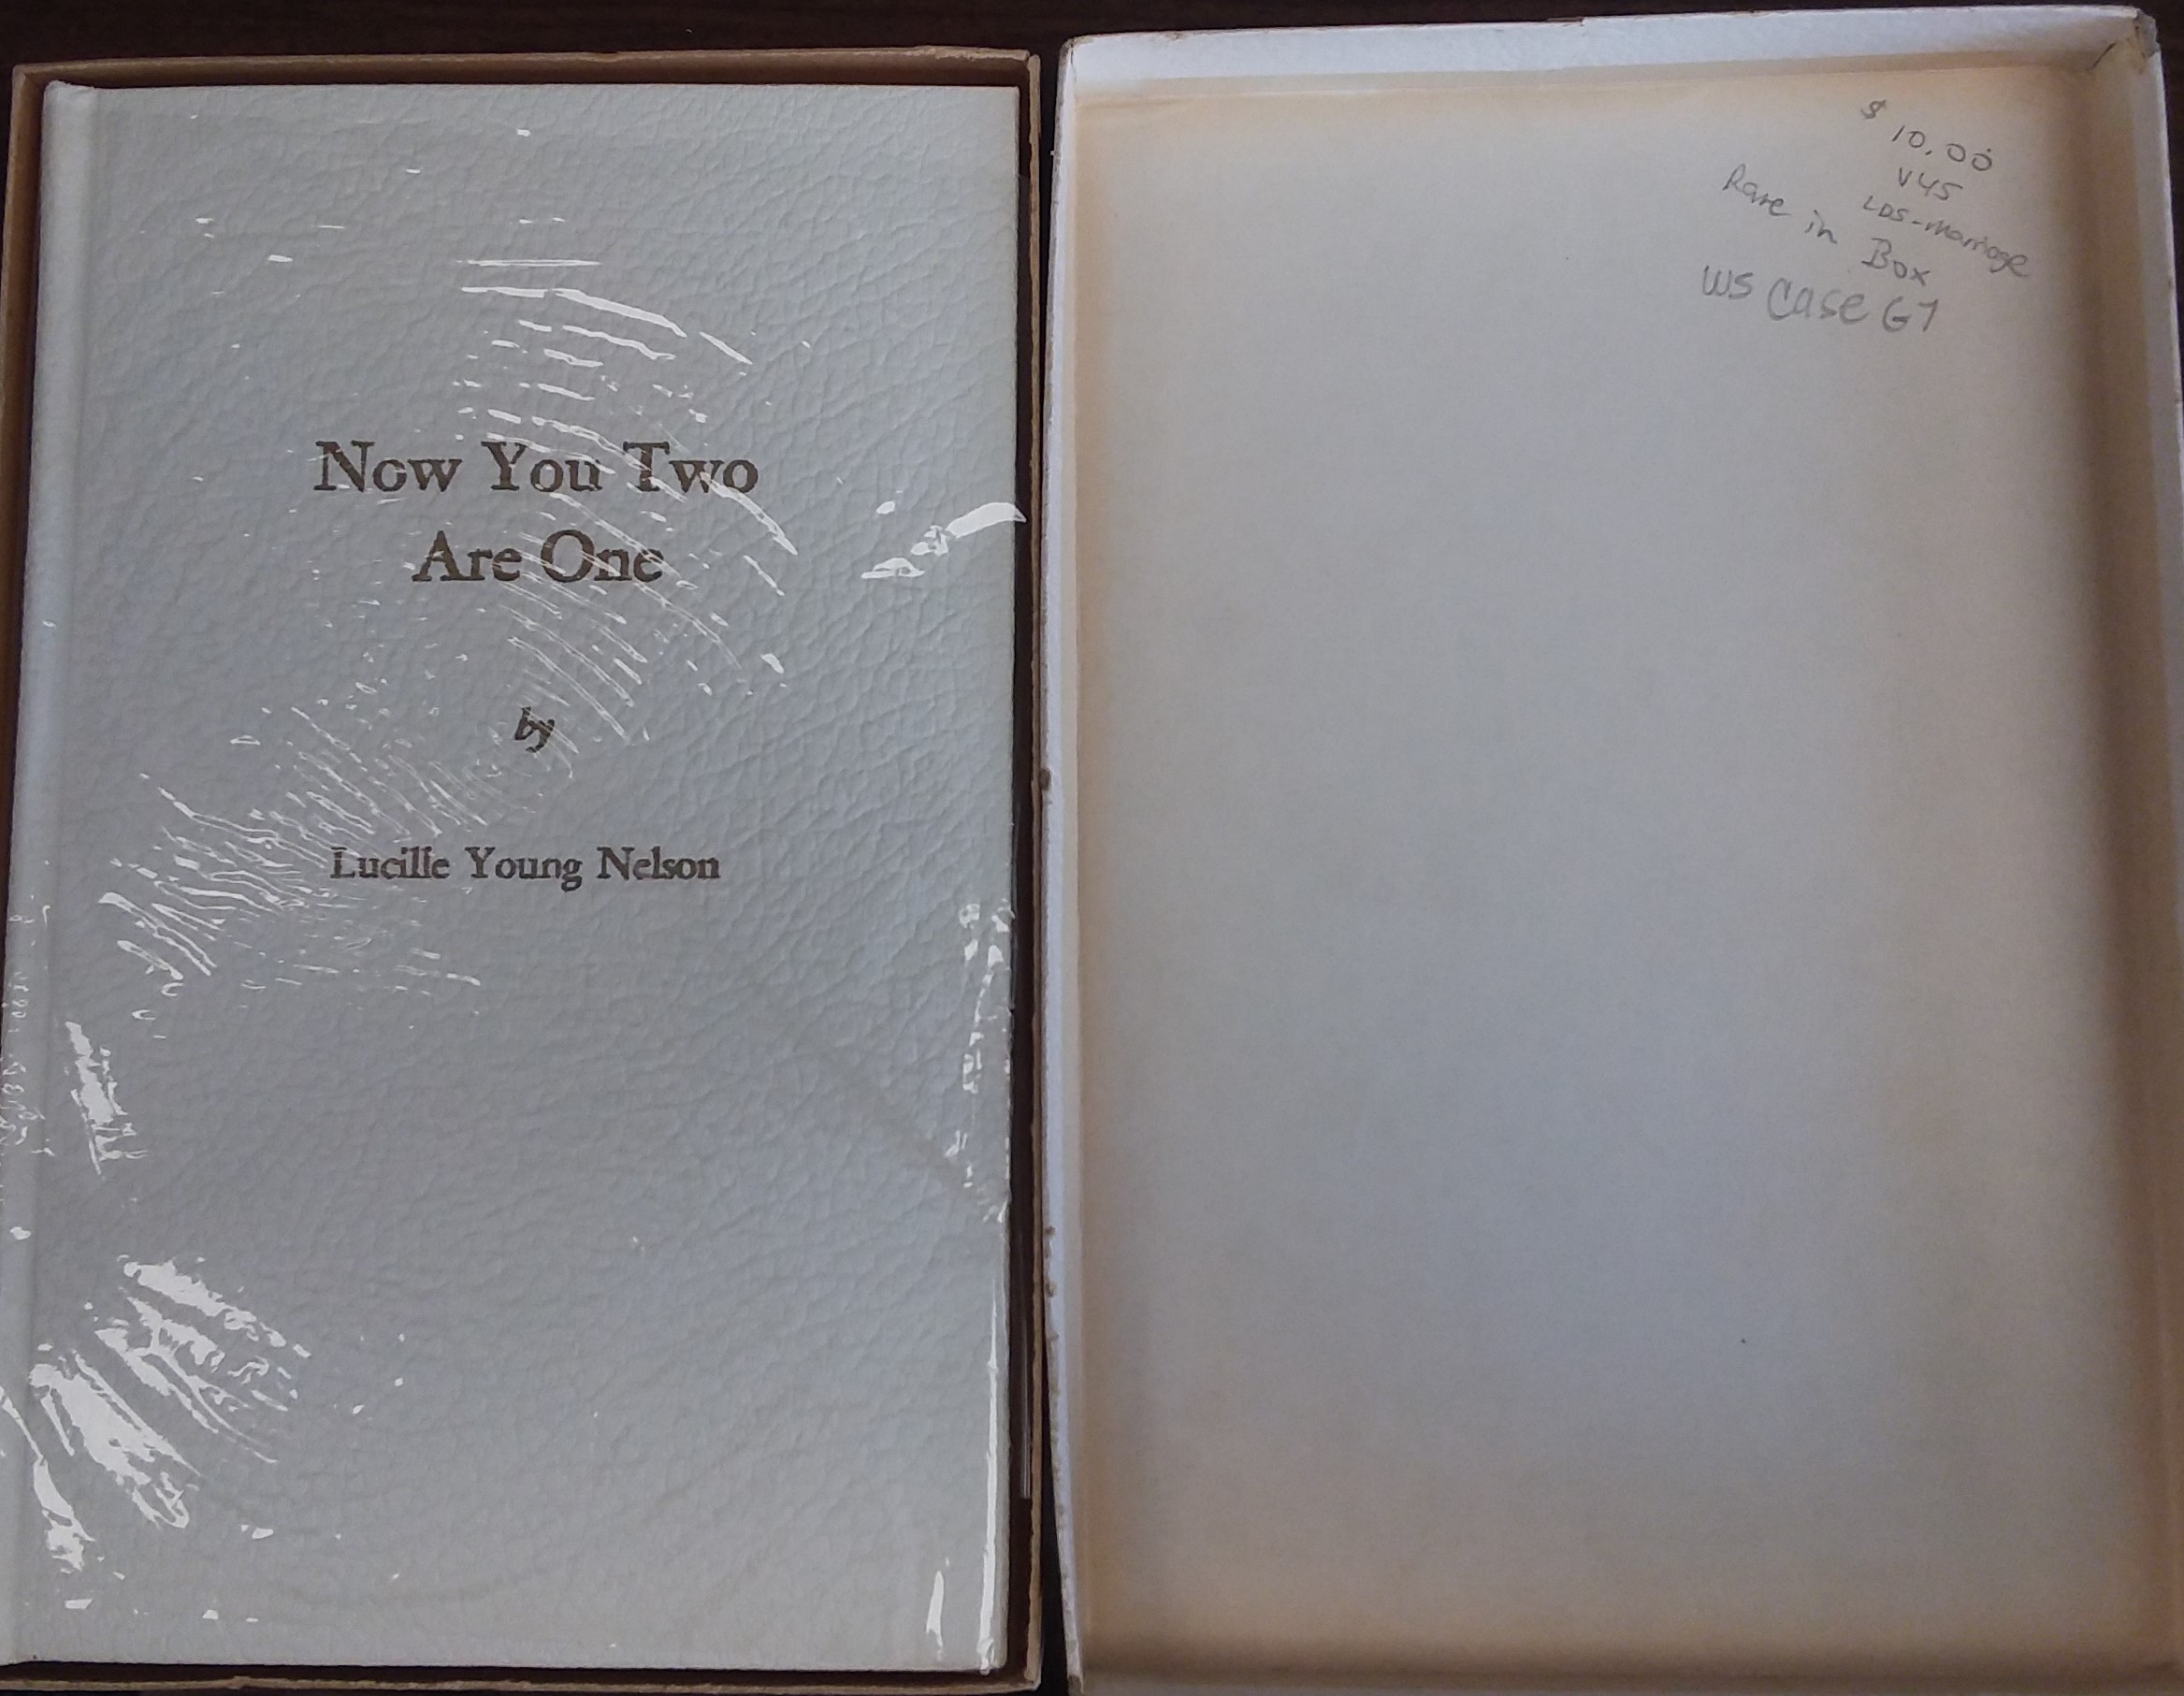 Now You Two
Are One
by
Lucille Young Nelson
$ 10.00
V45
LDS-Marriage
Rare in Box
WS Case G7